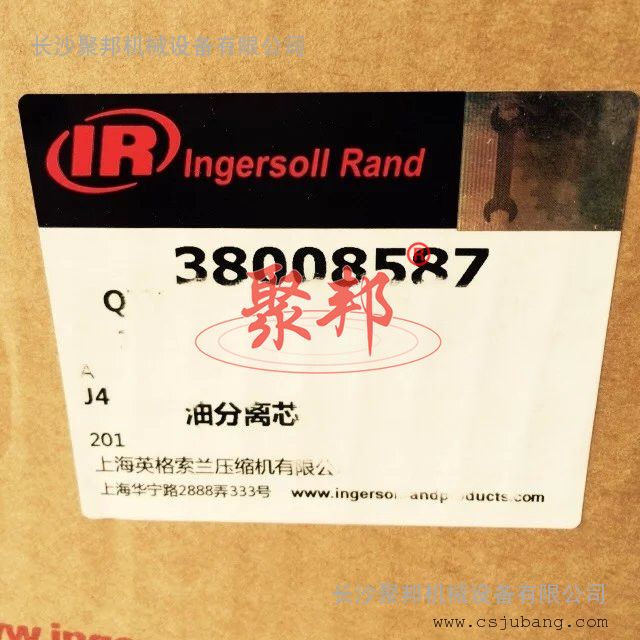 长沙聚邦机械设备有限公司
IR Ingersoll Rand
38008587
®
聚邦
Q
A
J4
油分离芯
201
上海英格索兰压缩机有限公
上海华宁路2888弄333号 www.ingersollrandproducts.com
长沙聚邦机械设备有限公司
www.csjubang.com
w.inge